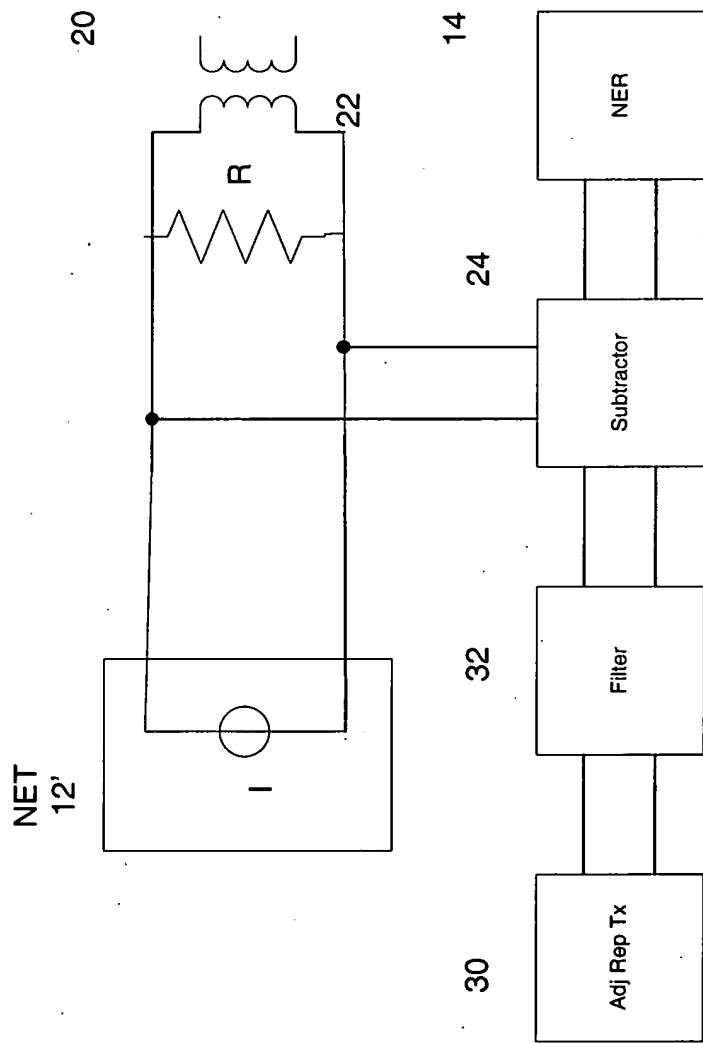 NET
12'
I
R
22
20
30
Adj Rep Tx
32
Filter
24
Subtractor
14
NER